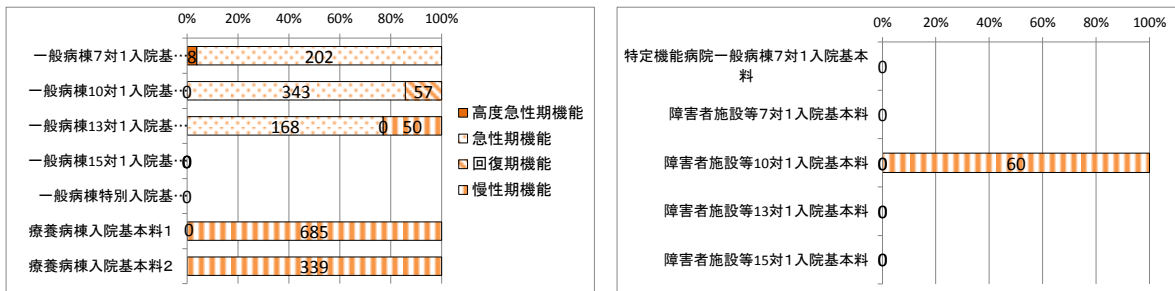 0% 20% 40% 60% 80% 100%
一般病棟7対1入院基… 8 202
一般病棟10対1入院基… 0 343 57
一般病棟13対1入院基… 168 0 50
一般病棟15対1入院基… 0
一般病棟特別入院基… 0
療養病棟入院基本料1 0 685
療養病棟入院基本料2 339
高度急性期機能
急性期機能
回復期機能
慢性期機能
0% 20% 40% 60% 80% 100%
特定機能病院一般病棟7対1入院基本
料 0
障害者施設等7対1入院基本料 0
障害者施設等10対1入院基本料 0 60
障害者施設等13対1入院基本料 0
障害者施設等15対1入院基本料 0